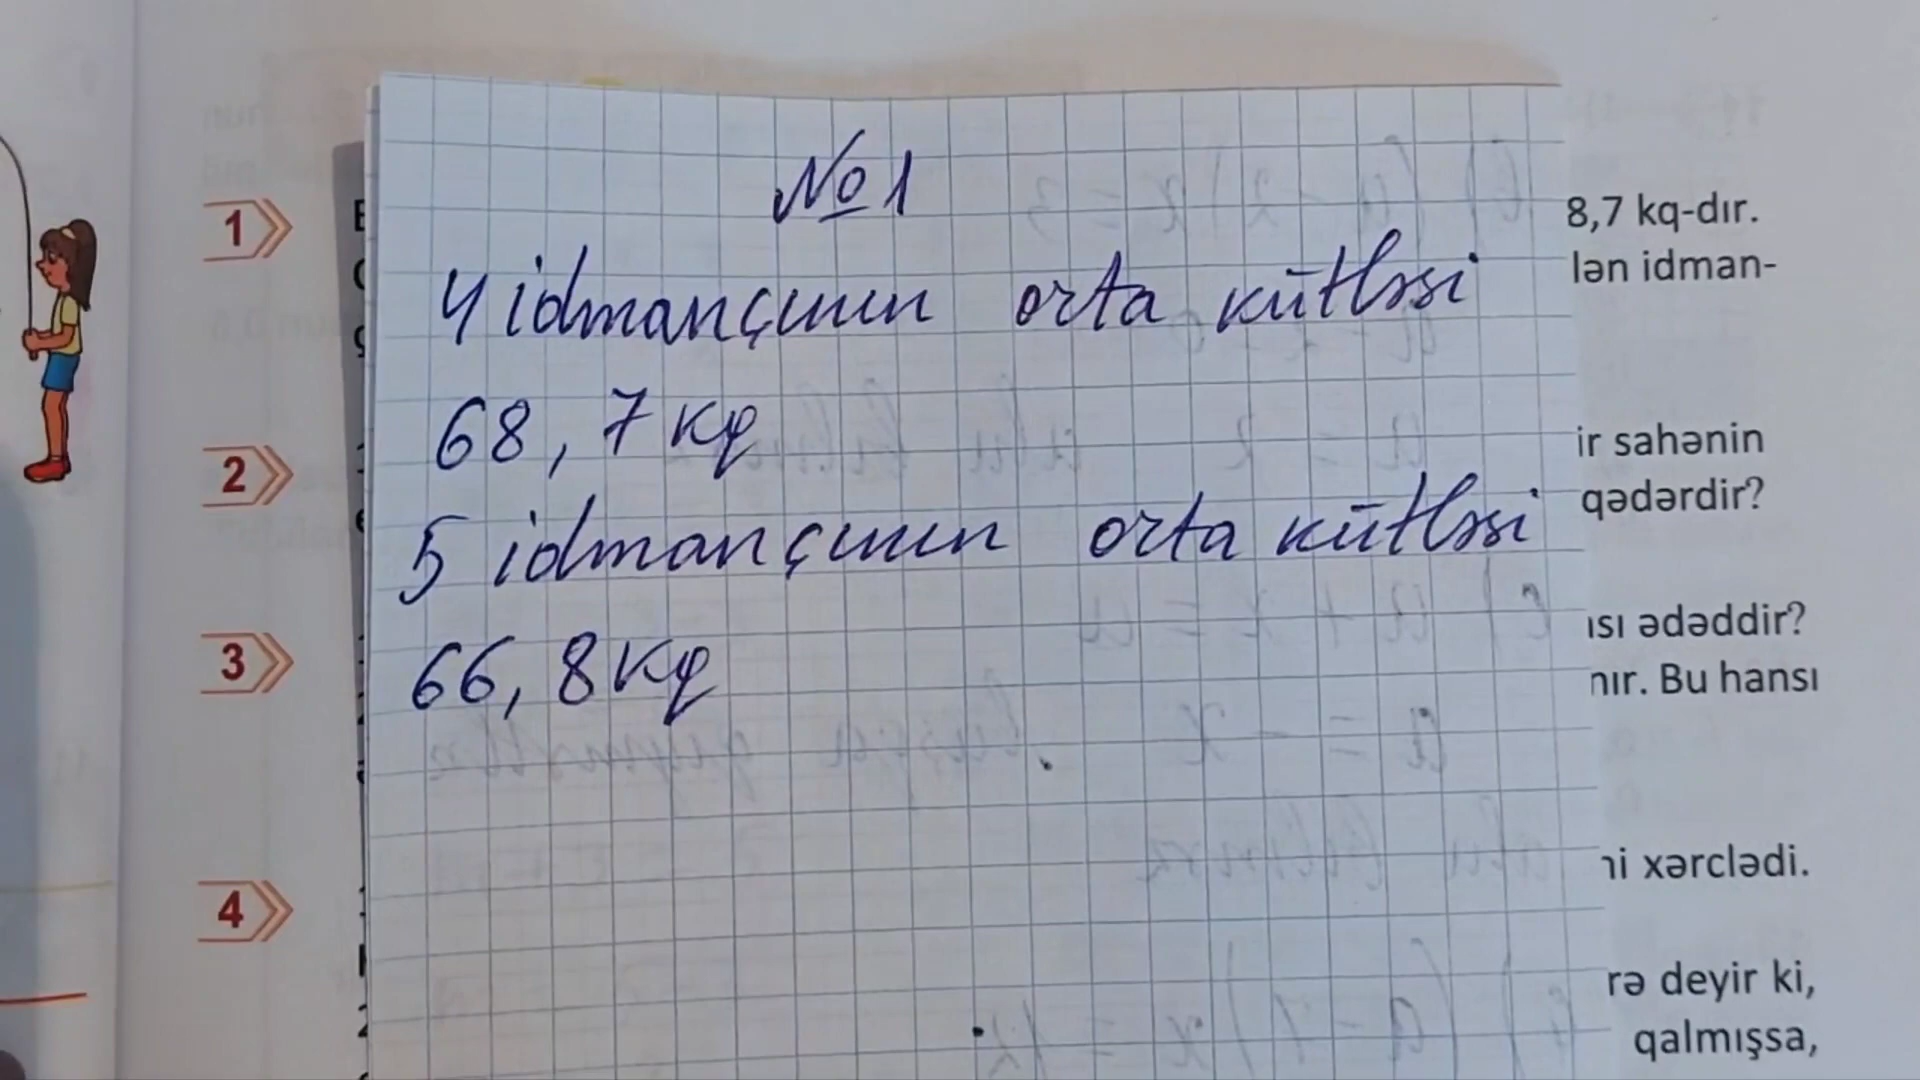 №1
4 idmançının orta kütləsi
68,7 kq
5 idmançının orta kütləsi
66,8 kq
1
8,7 kq-dır.
lən idman-
2
ir sahənin
qədərdir?
3
ısı ədəddir?
nır. Bu hansı
4
ni xərclədi.
rə deyir ki,
qalmışsa,